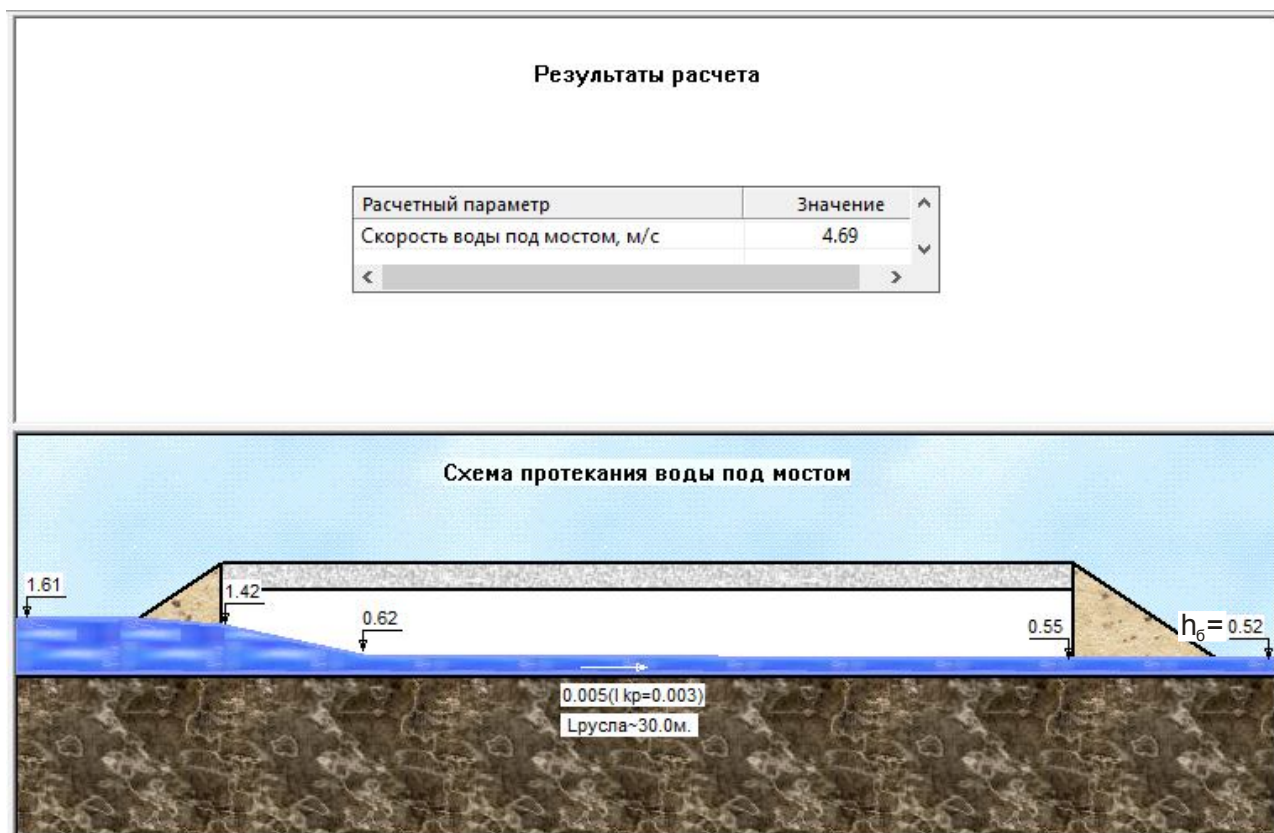 Результаты расчета
Расчетный параметр Значение
Скорость воды под мостом, м/с 4.69
Схема протекания воды под мостом
1.61
1.42
0.62
0.55
hб= 0.52
0.005(I кр=0.003)
Lрусла~30.0м.